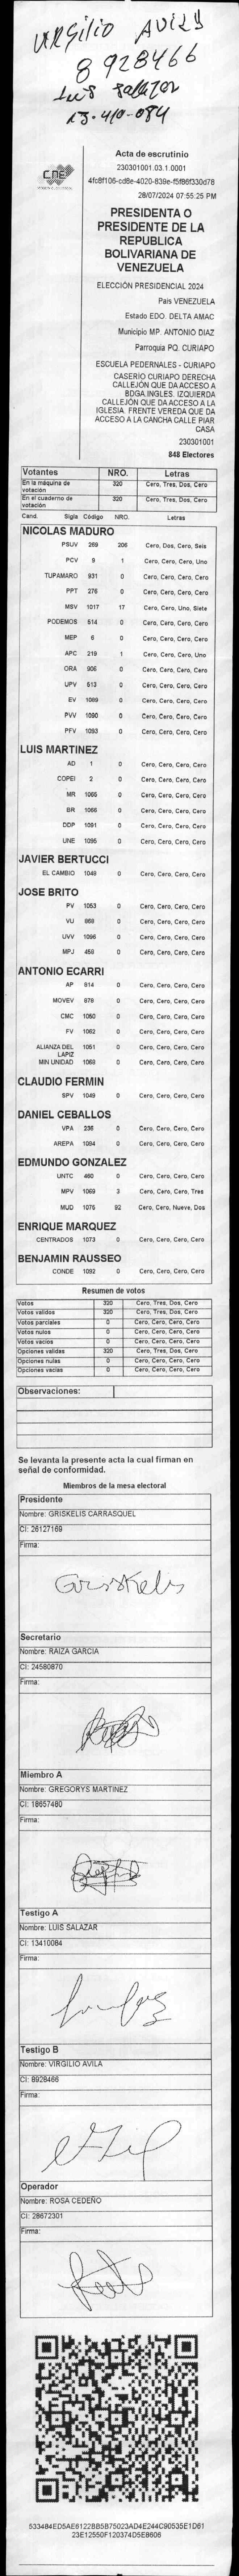 VIRGilio AVILA
8928466
Luis Salazar
13.410-084
CNE
Acta de escrutinio
230301001.03.1.0001
4fc8f106-cd8e-4020-839e-f5f86f330d78
28/07/2024 07:55:25 PM
PRESIDENTA O
PRESIDENTE DE LA
REPUBLICA
BOLIVARIANA DE
VENEZUELA
ELECCIÓN PRESIDENCIAL 2024
País VENEZUELA
Estado EDO. DELTA AMAC
Municipio MP. ANTONIO DIAZ
Parroquia PQ. CURIAPO
ESCUELA PEDERNALES - CURIAPO
CASERIO CURIAPO DERECHA
CALLEJÓN QUE DA ACCESO A
BDGA.INGLES. IZQUIERDA
CALLEJÓN QUE DA ACCESO A LA
IGLESIA. FRENTE VEREDA QUE DA
ACCESO A LA CANCHA CALLE PIAR
CASA
230301001
848 Electores
Votantes NRO. Letras
En la máquina de votación 320 Cero, Tres, Dos, Cero
En el cuaderno de votación 320 Cero, Tres, Dos, Cero
Cand. Sigla Código NRO. Letras
NICOLAS MADURO
PSUV 269 206 Cero, Dos, Cero, Seis
PCV 9 1 Cero, Cero, Cero, Uno
TUPAMARO 931 0 Cero, Cero, Cero, Cero
PPT 276 0 Cero, Cero, Cero, Cero
MSV 1017 17 Cero, Cero, Uno, Siete
PODEMOS 514 0 Cero, Cero, Cero, Cero
MEP 6 0 Cero, Cero, Cero, Cero
APC 219 1 Cero, Cero, Cero, Uno
ORA 906 0 Cero, Cero, Cero, Cero
UPV 513 0 Cero, Cero, Cero, Cero
EV 1089 0 Cero, Cero, Cero, Cero
PVV 1090 0 Cero, Cero, Cero, Cero
PFV 1093 0 Cero, Cero, Cero, Cero
LUIS MARTINEZ
AD 1 0 Cero, Cero, Cero, Cero
COPEI 2 0 Cero, Cero, Cero, Cero
MR 1065 0 Cero, Cero, Cero, Cero
BR 1066 0 Cero, Cero, Cero, Cero
DDP 1091 0 Cero, Cero, Cero, Cero
UNE 1095 0 Cero, Cero, Cero, Cero
JAVIER BERTUCCI
EL CAMBIO 1048 0 Cero, Cero, Cero, Cero
JOSE BRITO
PV 1053 0 Cero, Cero, Cero, Cero
VU 868 0 Cero, Cero, Cero, Cero
UVV 1096 0 Cero, Cero, Cero, Cero
MPJ 458 0 Cero, Cero, Cero, Cero
ANTONIO ECARRI
AP 814 0 Cero, Cero, Cero, Cero
MOVEV 879 0 Cero, Cero, Cero, Cero
CMC 1050 0 Cero, Cero, Cero, Cero
FV 1062 0 Cero, Cero, Cero, Cero
ALIANZA DEL LAPIZ 1051 0 Cero, Cero, Cero, Cero
MIN UNIDAD 1068 0 Cero, Cero, Cero, Cero
CLAUDIO FERMIN
SPV 1049 0 Cero, Cero, Cero, Cero
DANIEL CEBALLOS
VPA 236 0 Cero, Cero, Cero, Cero
AREPA 1094 0 Cero, Cero, Cero, Cero
EDMUNDO GONZALEZ
UNTC 460 0 Cero, Cero, Cero, Cero
MPV 1069 3 Cero, Cero, Cero, Tres
MUD 1075 92 Cero, Cero, Nueve, Dos
ENRIQUE MARQUEZ
CENTRADOS 1073 0 Cero, Cero, Cero, Cero
BENJAMIN RAUSSEO
CONDE 1092 0 Cero, Cero, Cero, Cero
Resumen de votos
Votos 320 Cero, Tres, Dos, Cero
Votos validos 320 Cero, Tres, Dos, Cero
Votos parciales 0 Cero, Cero, Cero, Cero
Votos nulos 0 Cero, Cero, Cero, Cero
Votos vacios 0 Cero, Cero, Cero, Cero
Opciones validas 320 Cero, Tres, Dos, Cero
Opciones nulas 0 Cero, Cero, Cero, Cero
Opciones vacias 0 Cero, Cero, Cero, Cero
Observaciones:
Se levanta la presente acta la cual firman en
señal de conformidad.
Miembros de la mesa electoral
Presidente
Nombre: GRISKELIS CARRASQUEL
CI: 26127169
Firma:
Griskelis
Secretario
Nombre: RAIZA GARCIA
CI: 24580870
Firma:
Miembro A
Nombre: GREGORYS MARTINEZ
CI: 18657480
Firma:
Testigo A
Nombre: LUIS SALAZAR
CI: 13410084
Firma:
Testigo B
Nombre: VIRGILIO AVILA
CI: 8928466
Firma:
Operador
Nombre: ROSA CEDEÑO
CI: 28672301
Firma:
533484ED5AE6122BB5B75023AD4E244C90535E1D61
23E12550F120374D5E8606